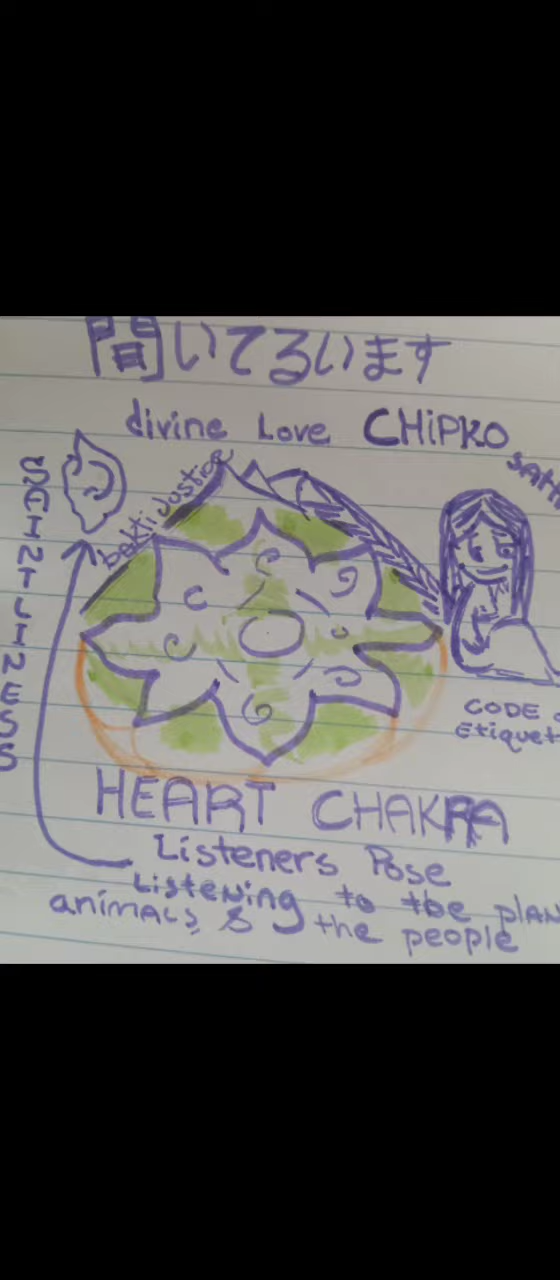 聞いてるいます
divine Love CHiPKO
bakti Justice
SAINTLINESS
CODE
Etiquet
HEART CHAKRA
Listeners Pose
Listening to the plan
animals, & the people